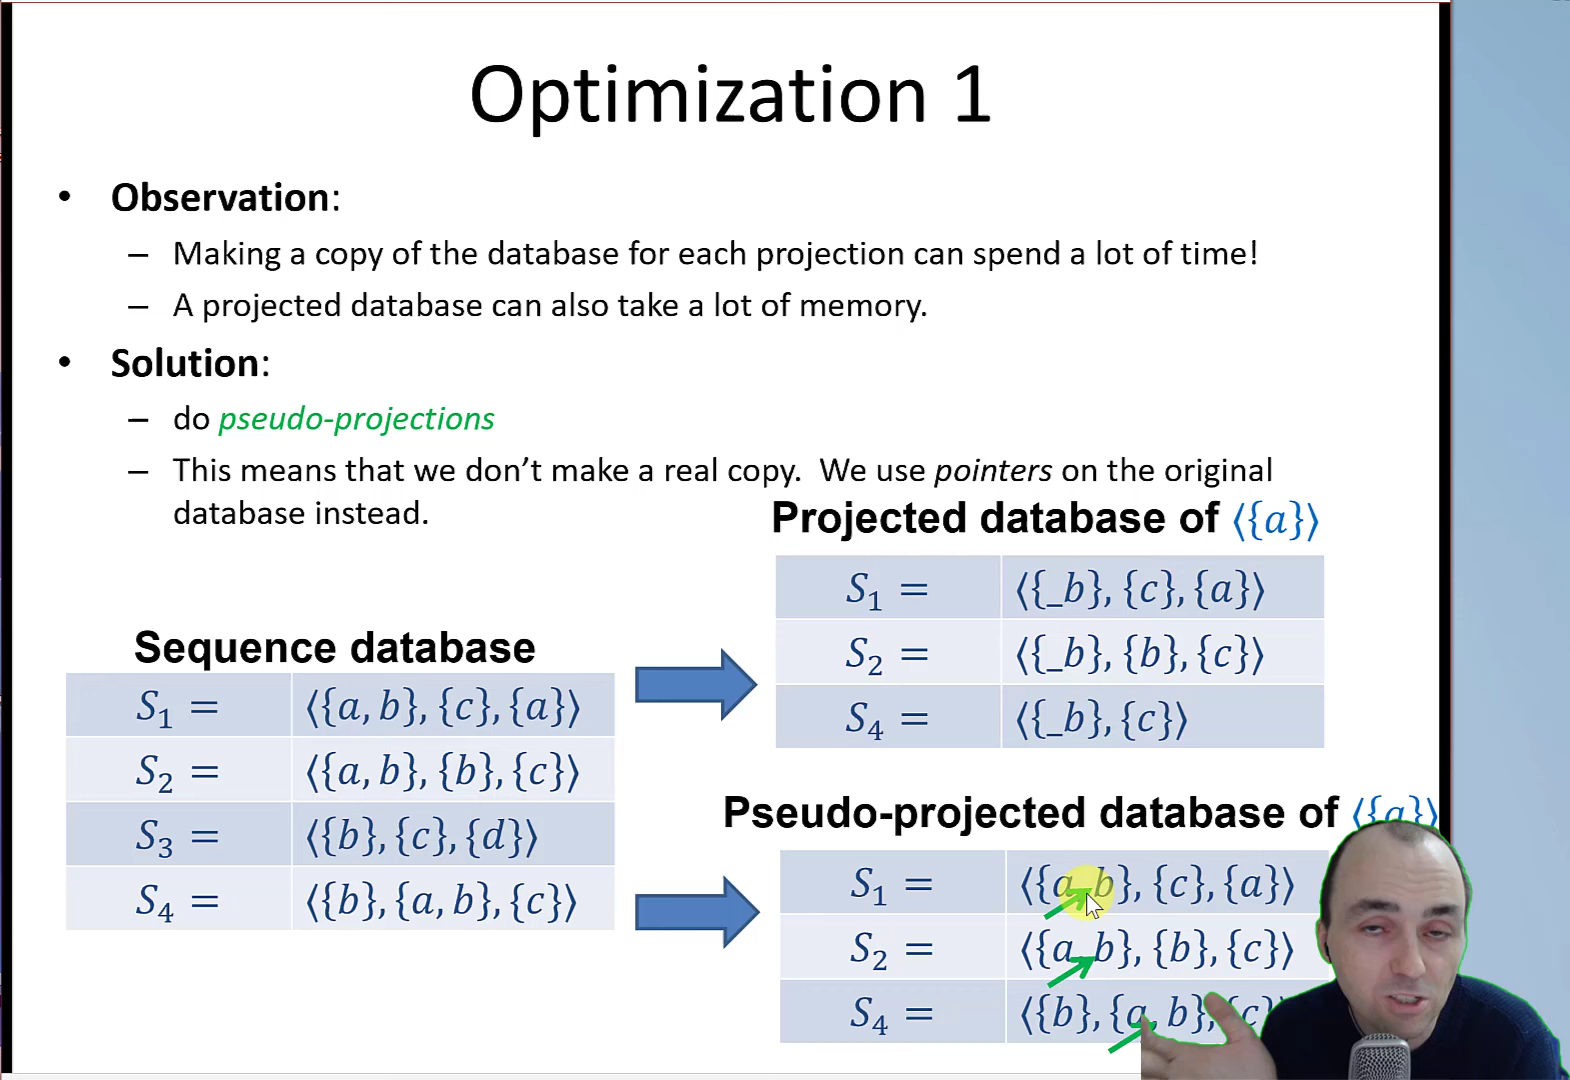 Optimization 1
• Observation:
– Making a copy of the database for each projection can spend a lot of time!
– A projected database can also take a lot of memory.
• Solution:
– do pseudo-projections
– This means that we don’t make a real copy. We use pointers on the original
database instead.
Projected database of ⟨{a}⟩
S₁ = ⟨{_b}, {c}, {a}⟩
S₂ = ⟨{_b}, {b}, {c}⟩
S₄ = ⟨{_b}, {c}⟩
Sequence database
S₁ = ⟨{a, b}, {c}, {a}⟩
S₂ = ⟨{a, b}, {b}, {c}⟩
S₃ = ⟨{b}, {c}, {d}⟩
S₄ = ⟨{b}, {a, b}, {c}⟩
Pseudo-projected database of ⟨{a}⟩
S₁ = ⟨{a, b}, {c}, {a}⟩
S₂ = ⟨{a, b}, {b}, {c}⟩
S₄ = ⟨{b}, {a, b}, {c}